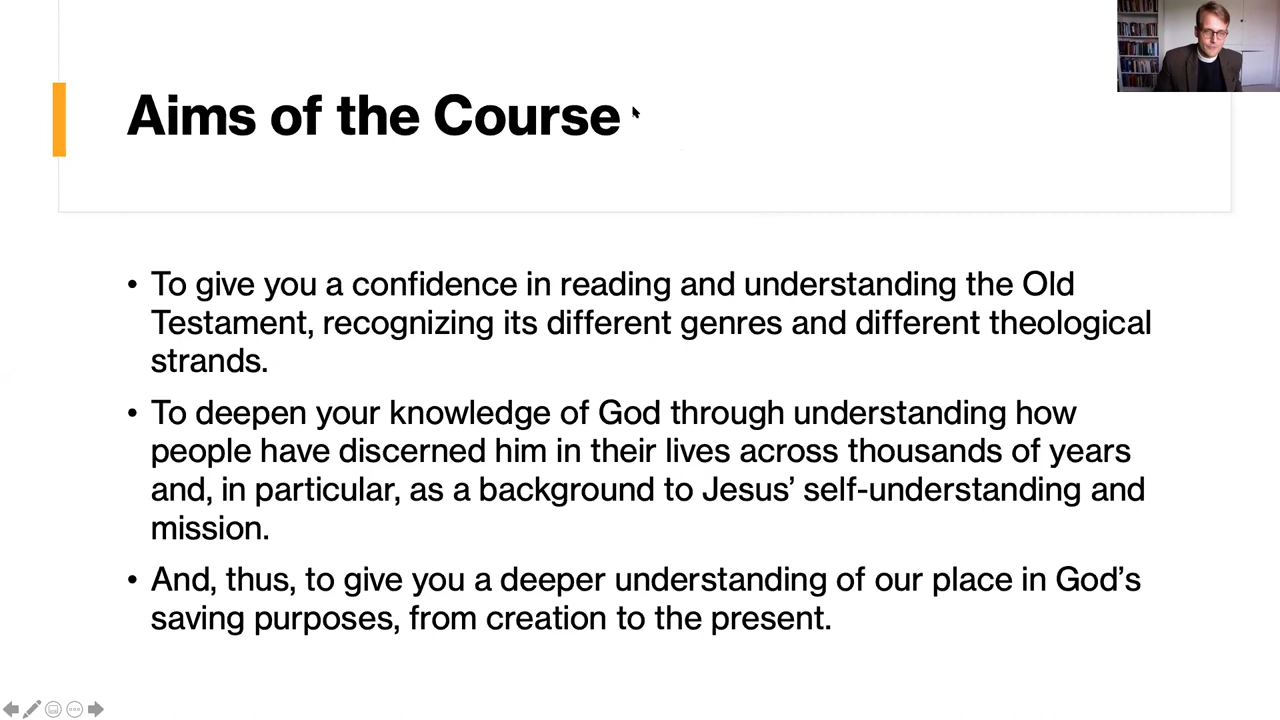 Aims of the Course
• To give you a confidence in reading and understanding the Old
Testament, recognizing its different genres and different theological
strands.
• To deepen your knowledge of God through understanding how
people have discerned him in their lives across thousands of years
and, in particular, as a background to Jesus’ self-understanding and
mission.
• And, thus, to give you a deeper understanding of our place in God’s
saving purposes, from creation to the present.